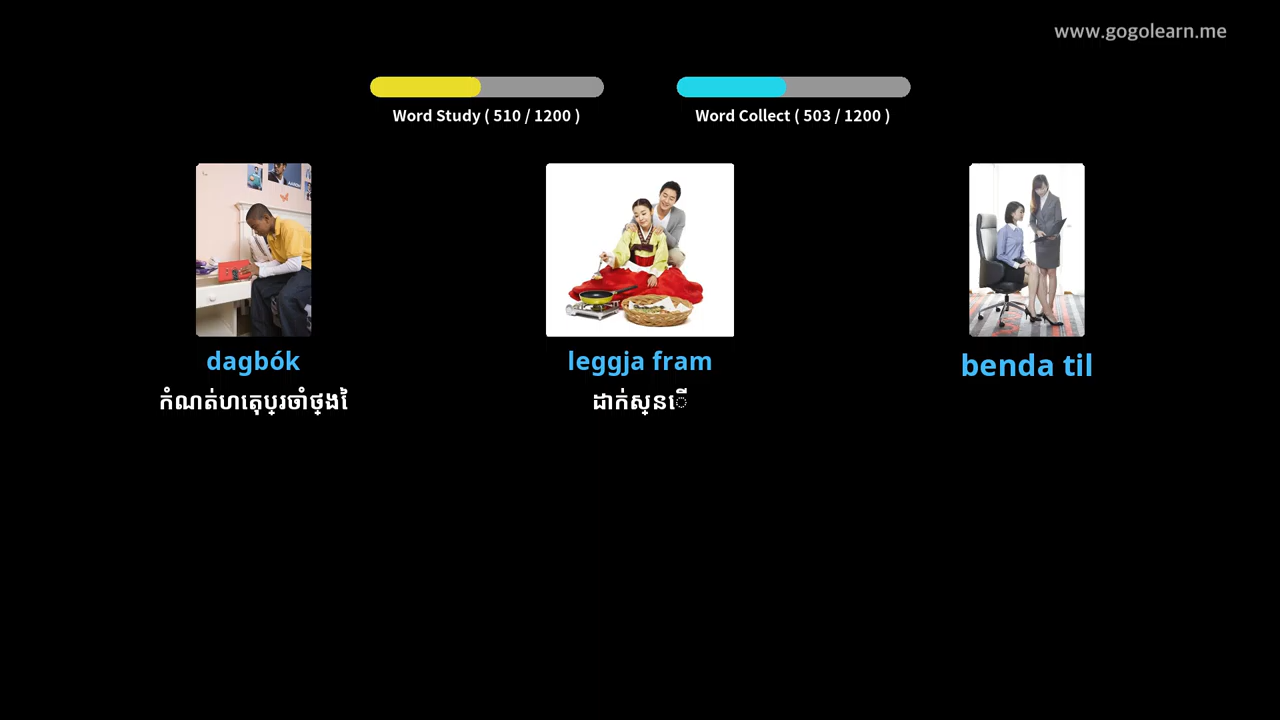 www.gogolearn.me
Word Study ( 510 / 1200 )
Word Collect ( 503 / 1200 )
dagbók
leggja fram
benda til
កំណត់ហេតុប្រចាំថ្ងៃ
ដាក់ស្នើ